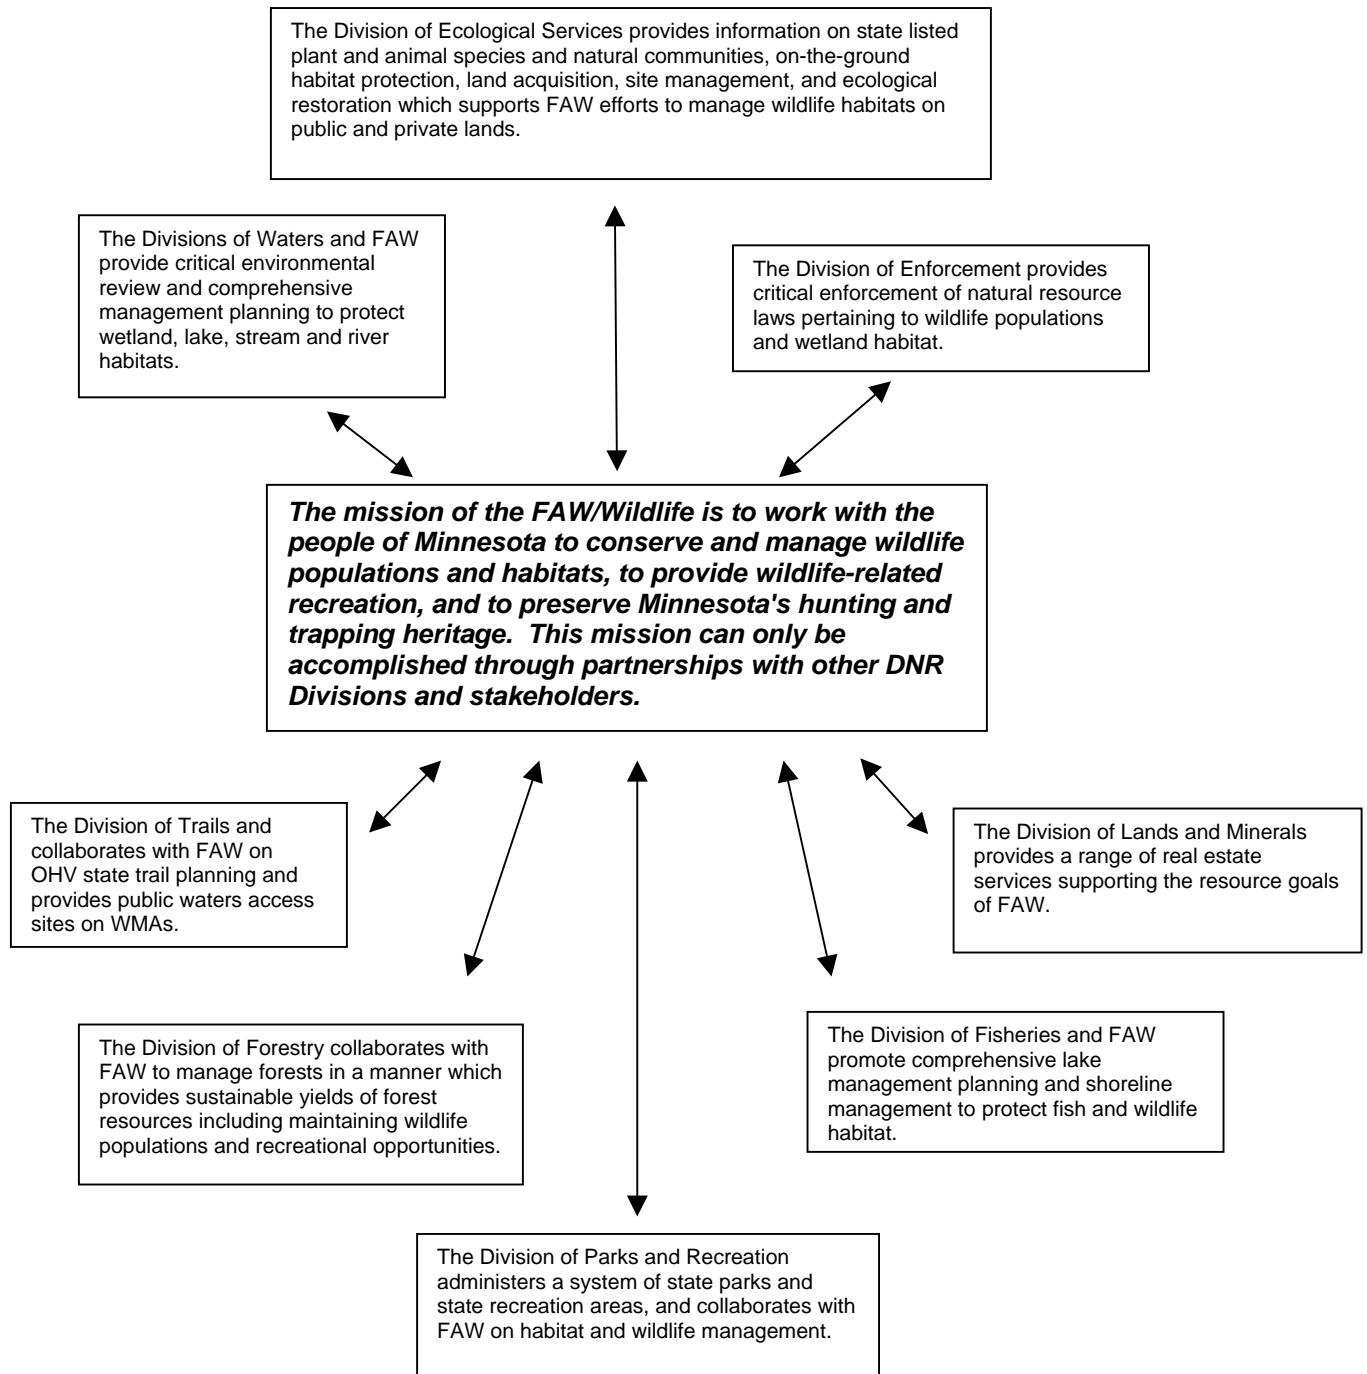 The Division of Ecological Services provides information on state listed
plant and animal species and natural communities, on-the-ground
habitat protection, land acquisition, site management, and ecological
restoration which supports FAW efforts to manage wildlife habitats on
public and private lands.
The Divisions of Waters and FAW
provide critical environmental
review and comprehensive
management planning to protect
wetland, lake, stream and river
habitats.
The Division of Enforcement provides
critical enforcement of natural resource
laws pertaining to wildlife populations
and wetland habitat.
The mission of the FAW/Wildlife is to work with the
people of Minnesota to conserve and manage wildlife
populations and habitats, to provide wildlife-related
recreation, and to preserve Minnesota's hunting and
trapping heritage.  This mission can only be
accomplished through partnerships with other DNR
Divisions and stakeholders.
The Division of Trails and
collaborates with FAW on
OHV state trail planning and
provides public waters access
sites on WMAs.
The Division of Lands and Minerals
provides a range of real estate
services supporting the resource goals
of FAW.
The Division of Forestry collaborates with
FAW to manage forests in a manner which
provides sustainable yields of forest
resources including maintaining wildlife
populations and recreational opportunities.
The Division of Fisheries and FAW
promote comprehensive lake
management planning and shoreline
management to protect fish and wildlife
habitat.
The Division of Parks and Recreation
administers a system of state parks and
state recreation areas, and collaborates with
FAW on habitat and wildlife management.